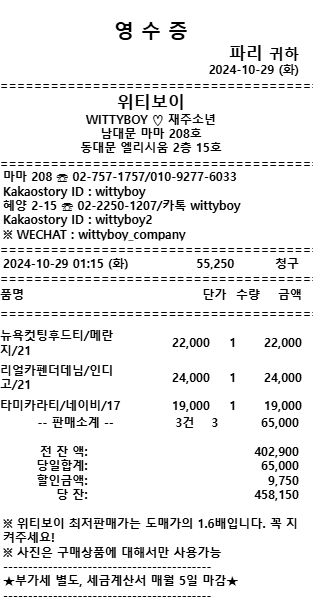 영 수 증
파리 귀하
2024-10-29 (화)
================================
위티보이
WITTYBOY ♡ 재주소년
남대문 마마 208호
동대문 엘리시움 2층 15호
================================
마마 208 ☏ 02-757-1757/010-9277-6033
Kakaostory ID : wittyboy
헤양 2-15 ☏ 02-2250-1207/카톡 wittyboy
Kakaostory ID : wittyboy2
※ WECHAT : wittyboy_company
================================
2024-10-29 01:15 (화) 55,250 청구
================================
품명 단가 수량 금액
================================
뉴욕컷팅후드티/메란
지/21 22,000 1 22,000
리얼카펜더데님/인디
고/21 24,000 1 24,000
타미카라티/네이비/17 19,000 1 19,000
-- 판매소계 -- 3건 3 65,000
전 잔 액: 402,900
당일합계: 65,000
할인금액: 9,750
당 잔: 458,150
※ 위티보이 최저판매가는 도매가의 1.6배입니다. 꼭 지
켜주세요!
※ 사진은 구매상품에 대해서만 사용가능
----------------------------------------
★부가세 별도, 세금계산서 매월 5일 마감★
----------------------------------------